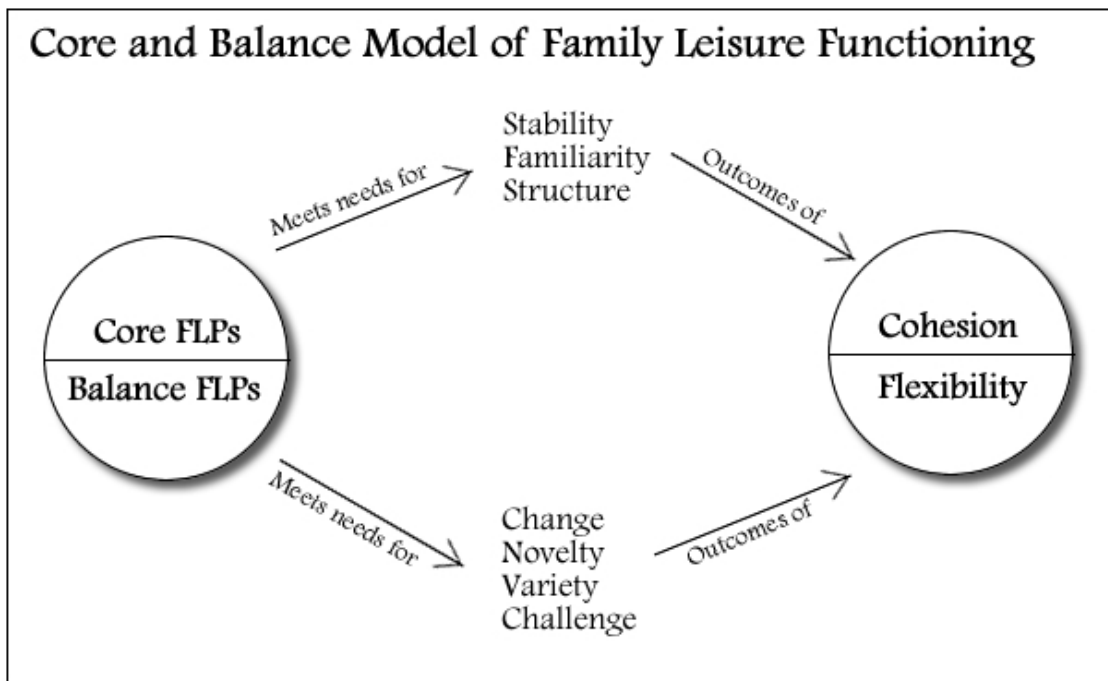 Core and Balance Model of Family Leisure Functioning
Stability
Familiarity
Structure
Meets needs for
Outcomes of
Core FLPs
Balance FLPs
Cohesion
Flexibility
Meets needs for
Change
Novelty
Variety
Challenge
Outcomes of